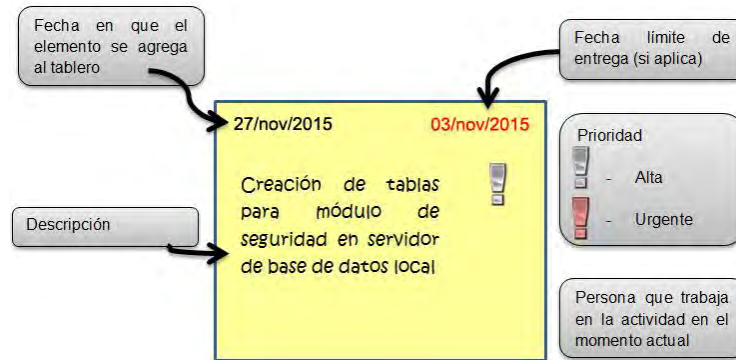 Fecha en que el
elemento se agrega
al tablero
Fecha límite de
entrega (si aplica)
27/nov/2015
03/nov/2015
Creación de tablas
para módulo de
seguridad en servidor
de base de datos local
Prioridad
- Alta
- Urgente
Descripción
Persona que trabaja
en la actividad en el
momento actual